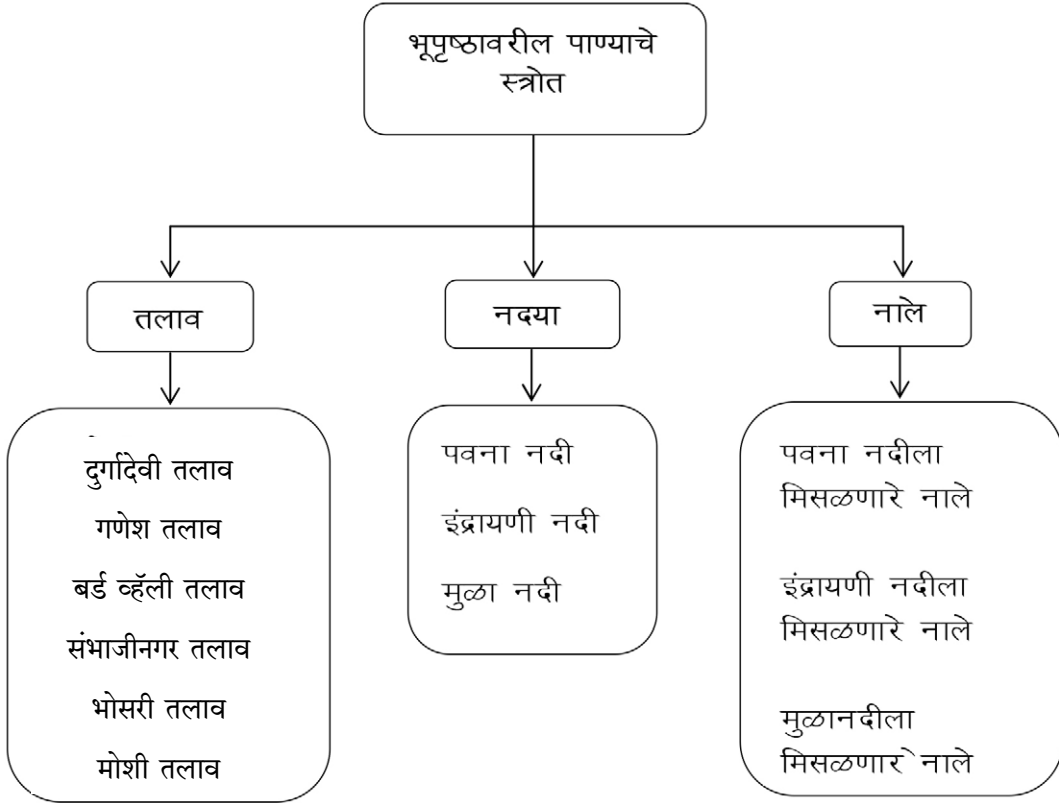 भूपृष्ठावरील पाण्याचे
स्त्रोत
तलाव
नदया
नाले
दुर्गादेवी तलाव
गणेश तलाव
बर्ड व्हॅली तलाव
संभाजीनगर तलाव
भोसरी तलाव
मोशी तलाव
पवना नदी
इंद्रायणी नदी
मुळा नदी
पवना नदीला
मिसळणारे नाले
इंद्रायणी नदीला
मिसळणारे नाले
मुळानदीला
मिसळणारे नाले